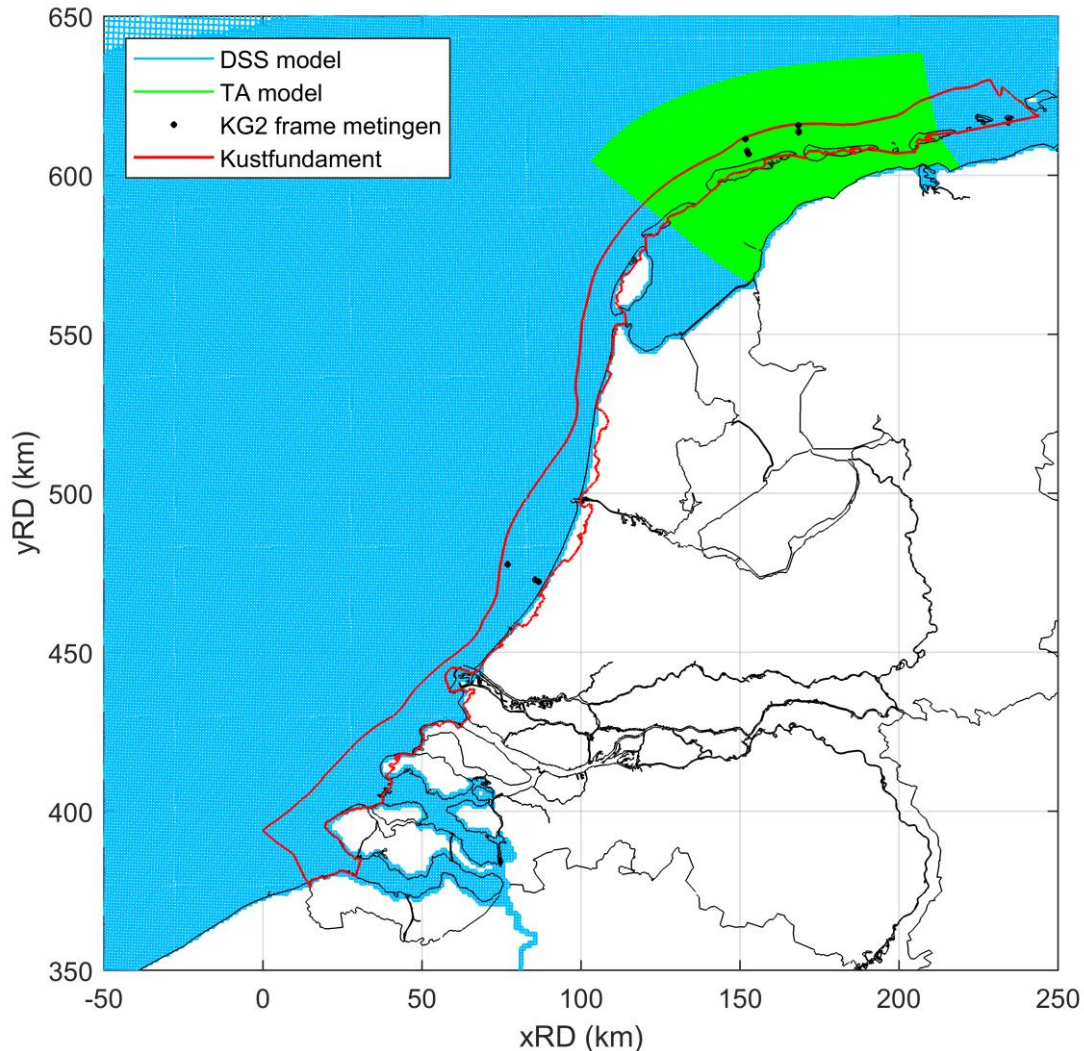 650
DSS model
TA model
KG2 frame metingen
Kustfundament
600
550
500
yRD (km)
450
400
350
-50 0 50 100 150 200 250
xRD (km)